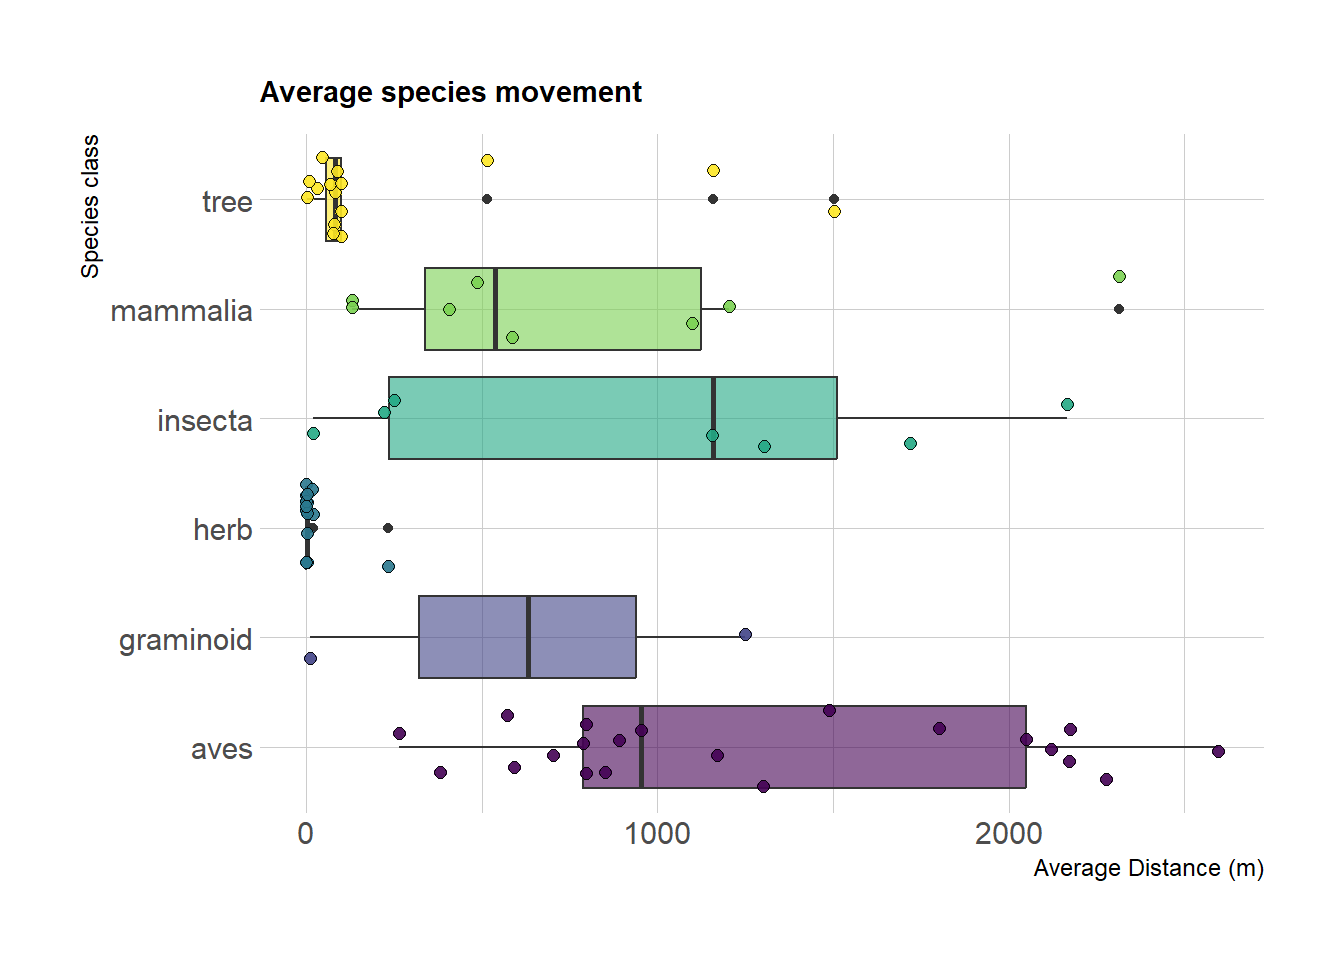 Average species movement
Species class
tree
mammalia
insecta
herb
graminoid
aves
0 1000 2000
Average Distance (m)